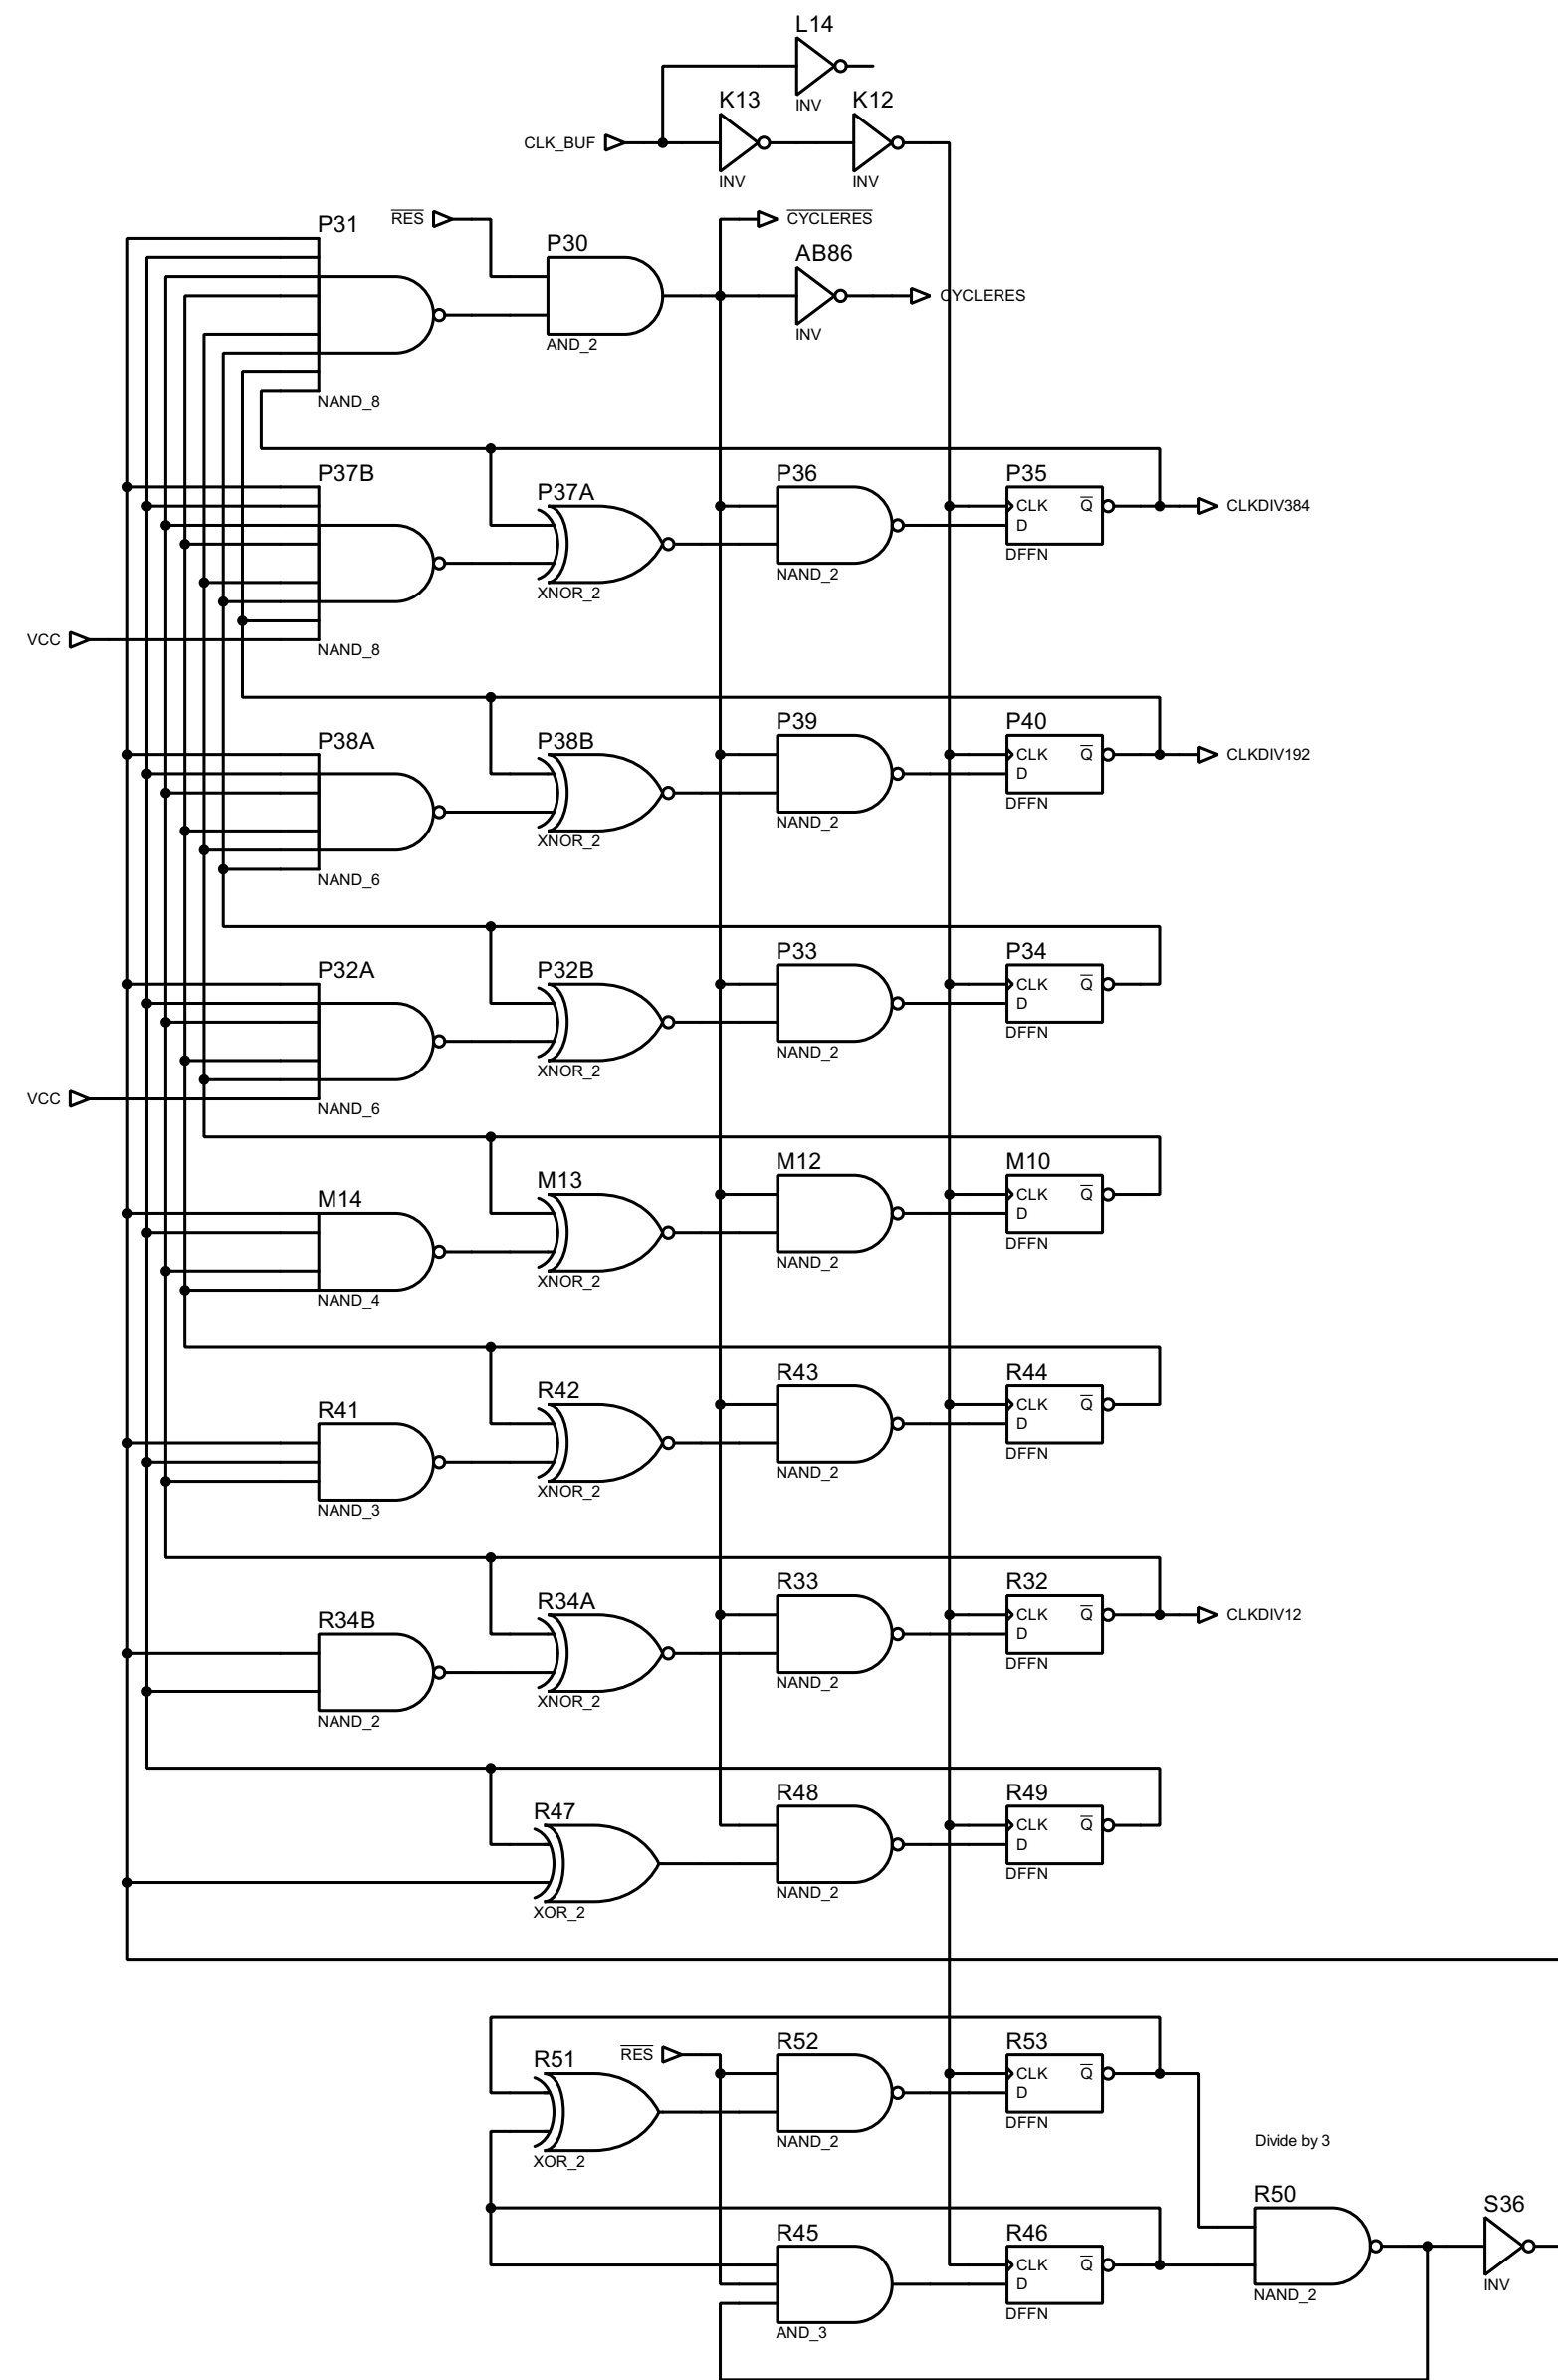 L14
INV
K13
K12
CLK_BUF
INV
INV
P31
RES
CYCLERES
P30
AB86
CYCLERES
INV
AND_2
NAND_8
P37B
P37A
P36
P35
CLK
Q
D
CLKDIV384
DFFN
NAND_2
XNOR_2
VCC
NAND_8
P38A
P38B
P39
P40
CLK
Q
D
CLKDIV192
DFFN
NAND_2
XNOR_2
NAND_6
P32A
P32B
P33
P34
CLK
Q
D
DFFN
NAND_2
XNOR_2
VCC
NAND_6
M14
M13
M12
M10
CLK
Q
D
DFFN
NAND_2
XNOR_2
NAND_4
R41
R42
R43
R44
CLK
Q
D
DFFN
NAND_2
XNOR_2
NAND_3
R34B
R34A
R33
R32
CLK
Q
D
CLKDIV12
DFFN
NAND_2
XNOR_2
NAND_2
R47
R48
R49
CLK
Q
D
DFFN
NAND_2
XOR_2
R51
RES
R52
R53
CLK
Q
D
DFFN
NAND_2
XOR_2
Divide by 3
R45
R46
R50
S36
CLK
Q
D
DFFN
AND_3
NAND_2
INV